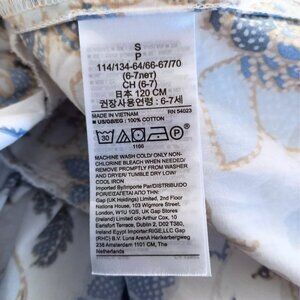 S
P
114/134-64/66-67/70
(6-7лет)
CH (6-7)
日本 120 CM
권장사용연령 : 6-7세
MADE IN VIETNAM
RN 54023
US/GB/EG : 100% COTTON
1166
MACHINE WASH COLD/ ONLY NON-
CHLORINE BLEACH WHEN NEEDED/
REMOVE PROMPTLY FROM WASHER
AND DRYER/ TUMBLE DRY LOW/
COOL IRON
Imported By/Importe Par/DISTRIBUIDO
POR/ΕΙΣΑΓΕΤΑΙ ΑΠΟ THN:
Gap (UK Holdings) Limited, 2nd Floor
Nations House, 103 Wigmore Street,
London, W1U 1QS, UK Gap Stores
(Ireland) Limited c/o Arthur Cox, 10
Earlsfort Terrace, Dublin 2, D02 T380,
Ireland Egypt Importer:RIGE,LLC Gap
(RHC) B.V. Luna ArenA Herikerbergweg
238 Amsterdam 1101 CM, The
Netherlands